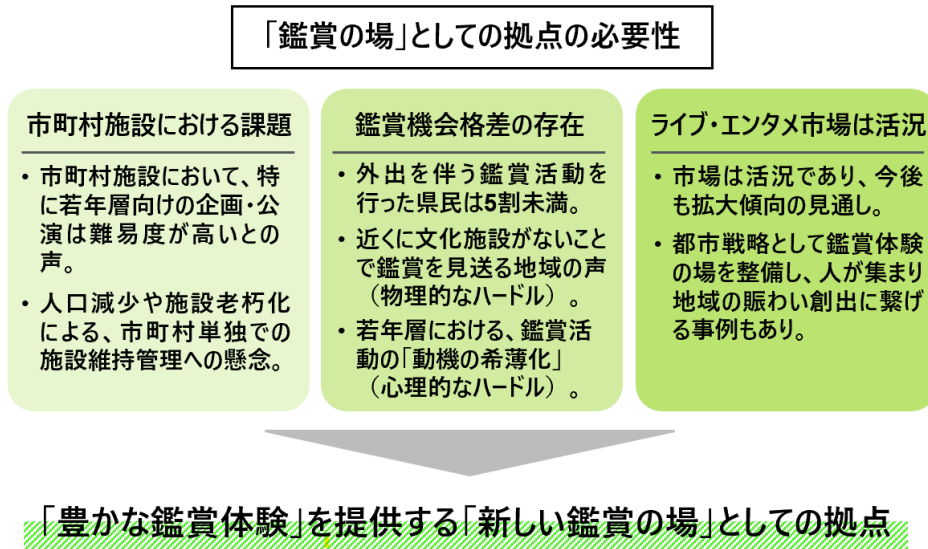 「鑑賞の場」としての拠点の必要性
市町村施設における課題
・市町村施設において、特
に若年層向けの企画・公
演は難易度が高いとの
声。
・人口減少や施設老朽化
による、市町村単独での
施設維持管理への懸念。
鑑賞機会格差の存在
・外出を伴う鑑賞活動を
行った県民は5割未満。
・近くに文化施設がないこと
で鑑賞を見送る地域の声
（物理的なハードル）。
・若年層における、鑑賞活
動の「動機の希薄化」
（心理的なハードル）。
ライブ・エンタメ市場は活況
・市場は活況であり、今後
も拡大傾向の見通し。
・都市戦略として鑑賞体験
の場を整備し、人が集まり
地域の賑わい創出に繋げ
る事例もあり。
「豊かな鑑賞体験」を提供する「新しい鑑賞の場」としての拠点